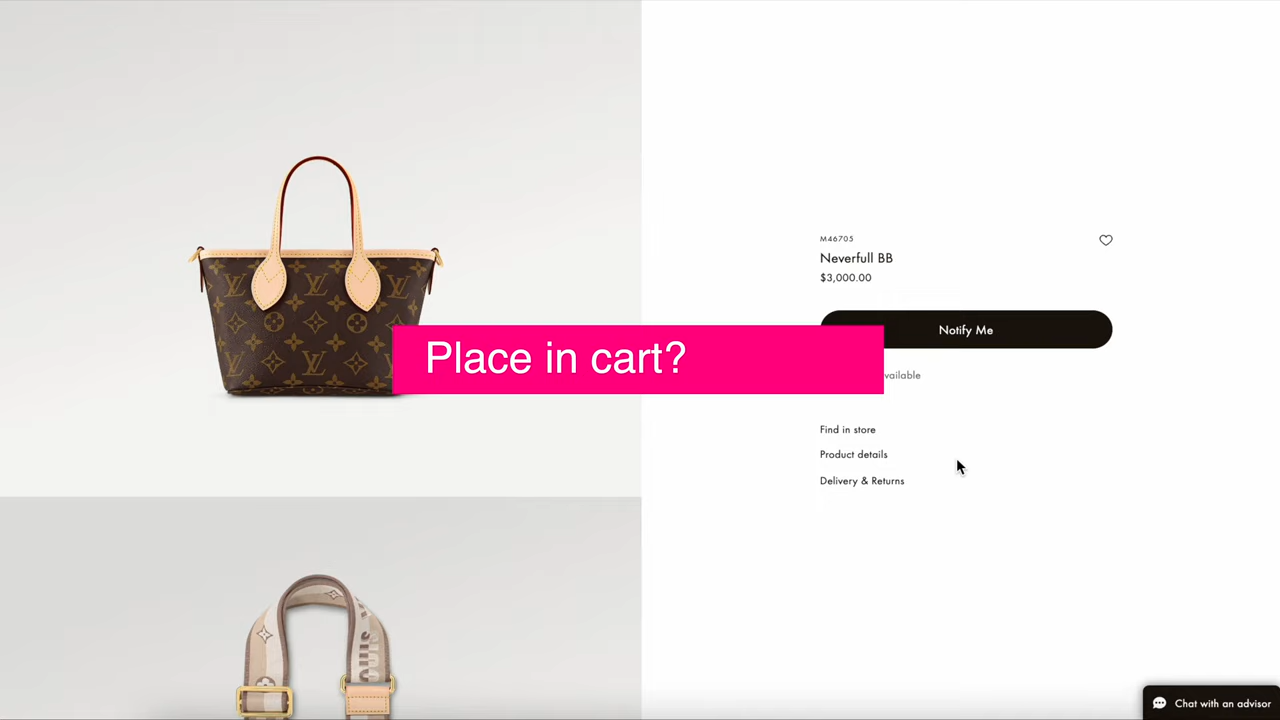 M46705
Neverfull BB
$3,000.00
Notify Me
Place in cart?
Find in store
Product details
Delivery & Returns
Chat with an advisor